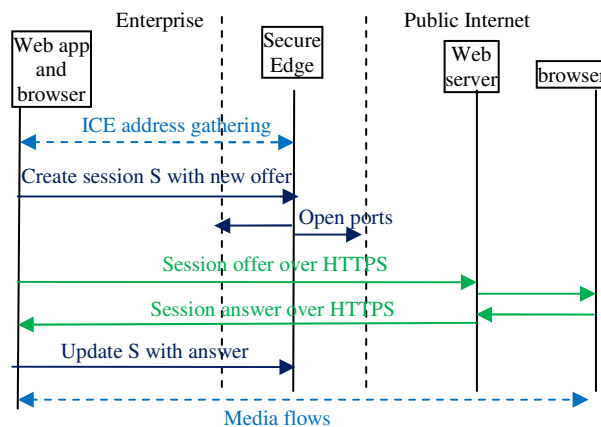 Enterprise
Public Internet
Web app
and
browser
Secure
Edge
Web
server
browser
ICE address gathering
Create session S with new offer
Open ports
Session offer over HTTPS
Session answer over HTTPS
Update S with answer
Media flows